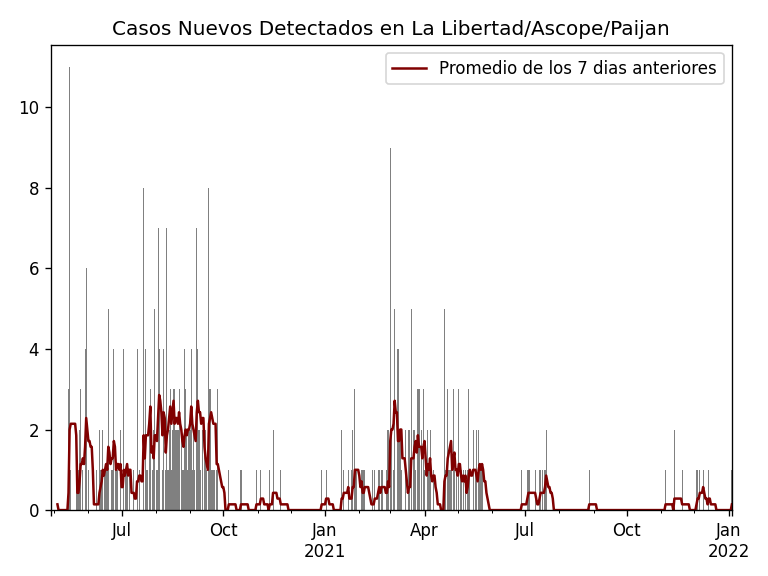 Casos Nuevos Detectados en La Libertad/Ascope/Paijan
Promedio de los 7 dias anteriores
10
8
6
4
2
0
Jul
Oct
Jan
2021
Apr
Jul
Oct
Jan
2022